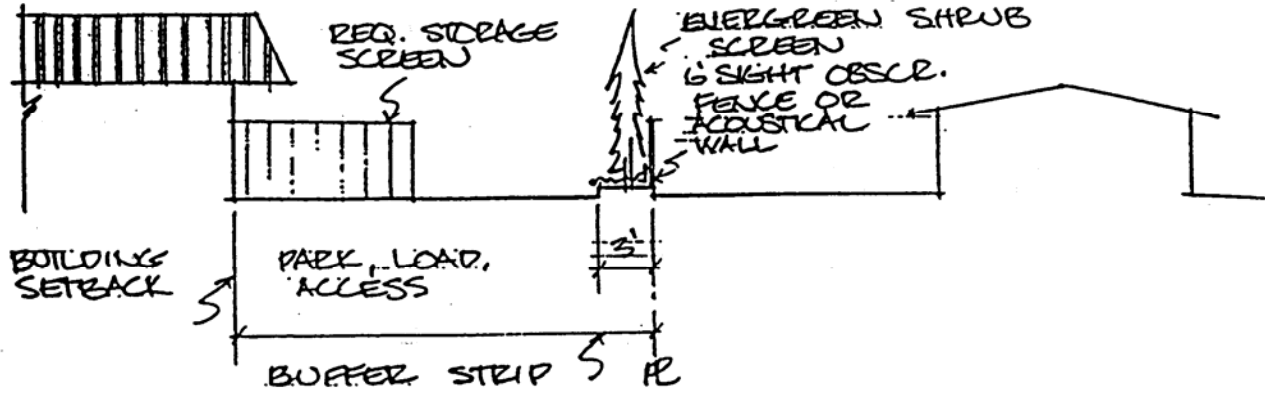 REQ. STORAGE
SCREEN
EVERGREEN SHRUB
SCREEN
6' SIGHT OBSCR.
FENCE OR
ACOUSTICAL
WALL
3'
BUILDING
SETBACK
PARK, LOAD,
ACCESS
BUFFER STRIP
PL